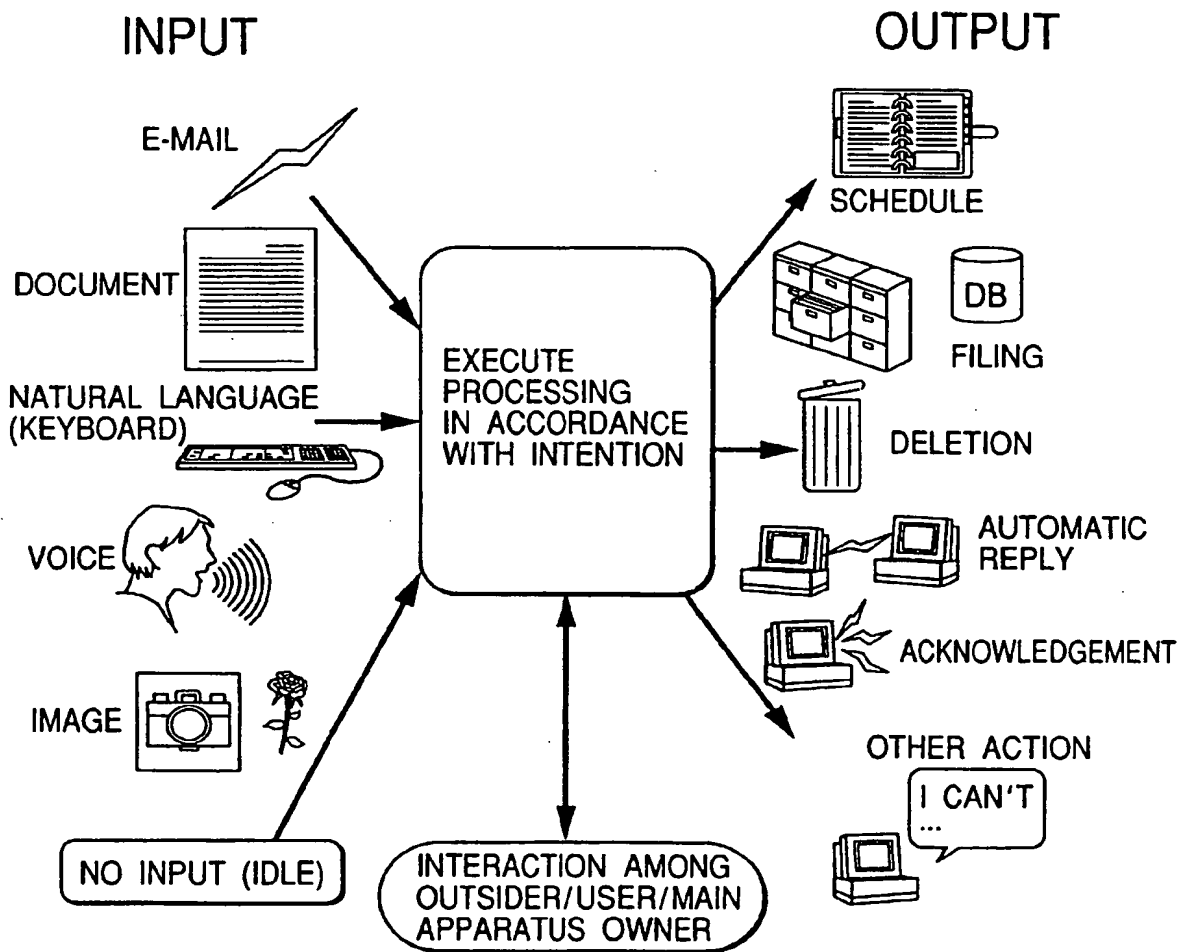 INPUT
OUTPUT
E-MAIL
DOCUMENT
NATURAL LANGUAGE
(KEYBOARD)
VOICE
IMAGE
NO INPUT (IDLE)
EXECUTE
PROCESSING
IN ACCORDANCE
WITH INTENTION
INTERACTION AMONG
OUTSIDER/USER/MAIN
APPARATUS OWNER
SCHEDULE
DB
FILING
DELETION
AUTOMATIC
REPLY
ACKNOWLEDGEMENT
OTHER ACTION
I CAN'T
...